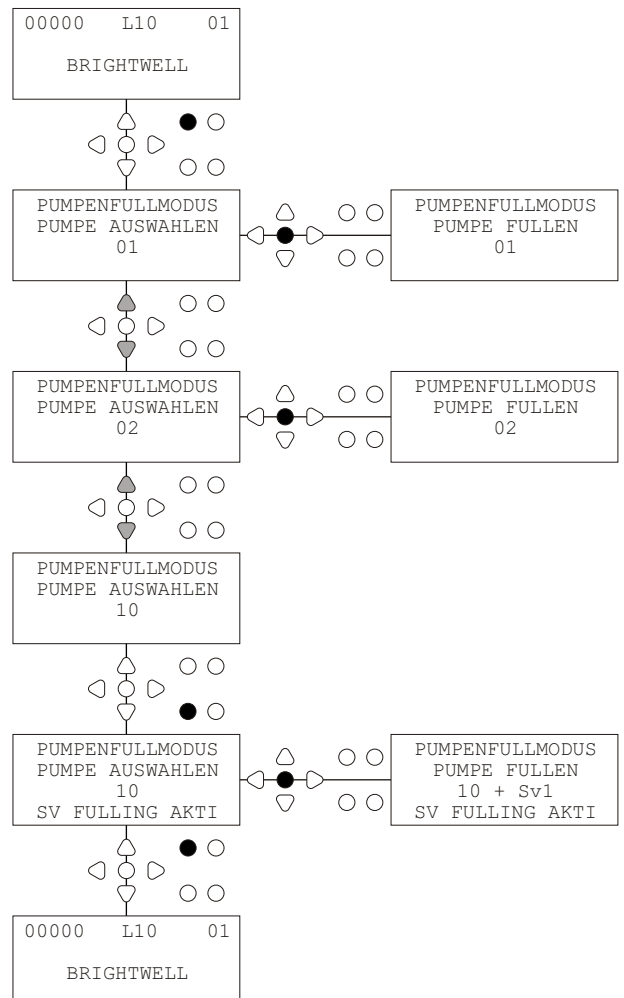 00000 L10 01
BRIGHTWELL
PUMPENFULLMODUS
PUMPE AUSWAHLEN
01
PUMPENFULLMODUS
PUMPE FULLEN
01
PUMPENFULLMODUS
PUMPE AUSWAHLEN
02
PUMPENFULLMODUS
PUMPE FULLEN
02
PUMPENFULLMODUS
PUMPE AUSWAHLEN
10
PUMPENFULLMODUS
PUMPE AUSWAHLEN
10
SV FULLING AKTI
PUMPENFULLMODUS
PUMPE FULLEN
10 + Sv1
SV FULLING AKTI
00000 L10 01
BRIGHTWELL